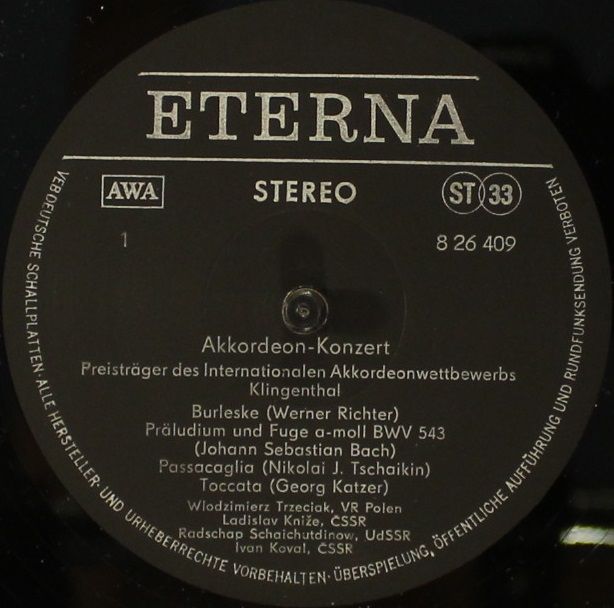 ETERNA
AWA
STEREO
ST 33
1
8 26 409
Akkordeon-Konzert
Preisträger des Internationalen Akkordeonwettbewerbs
Klingenthal
Burleske (Werner Richter)
Präludium und Fuge a-moll BWV 543
(Johann Sebastian Bach)
Passacaglia (Nikolai J. Tschaikin)
Toccata (Georg Katzer)
Wlodzimierz Trzeciak, VR Polen
Ladislav Kniže, ČSSR
Radschap Schaichutdinow, UdSSR
Ivan Koval, ČSSR
VEB DEUTSCHE SCHALLPLATTEN · ALLE HERSTELLER- UND URHEBERRECHTE VORBEHALTEN · ÜBERSPIELUNG, ÖFFENTLICHE AUFFÜHRUNG UND RUNDFUNKSENDUNG VERBOTEN